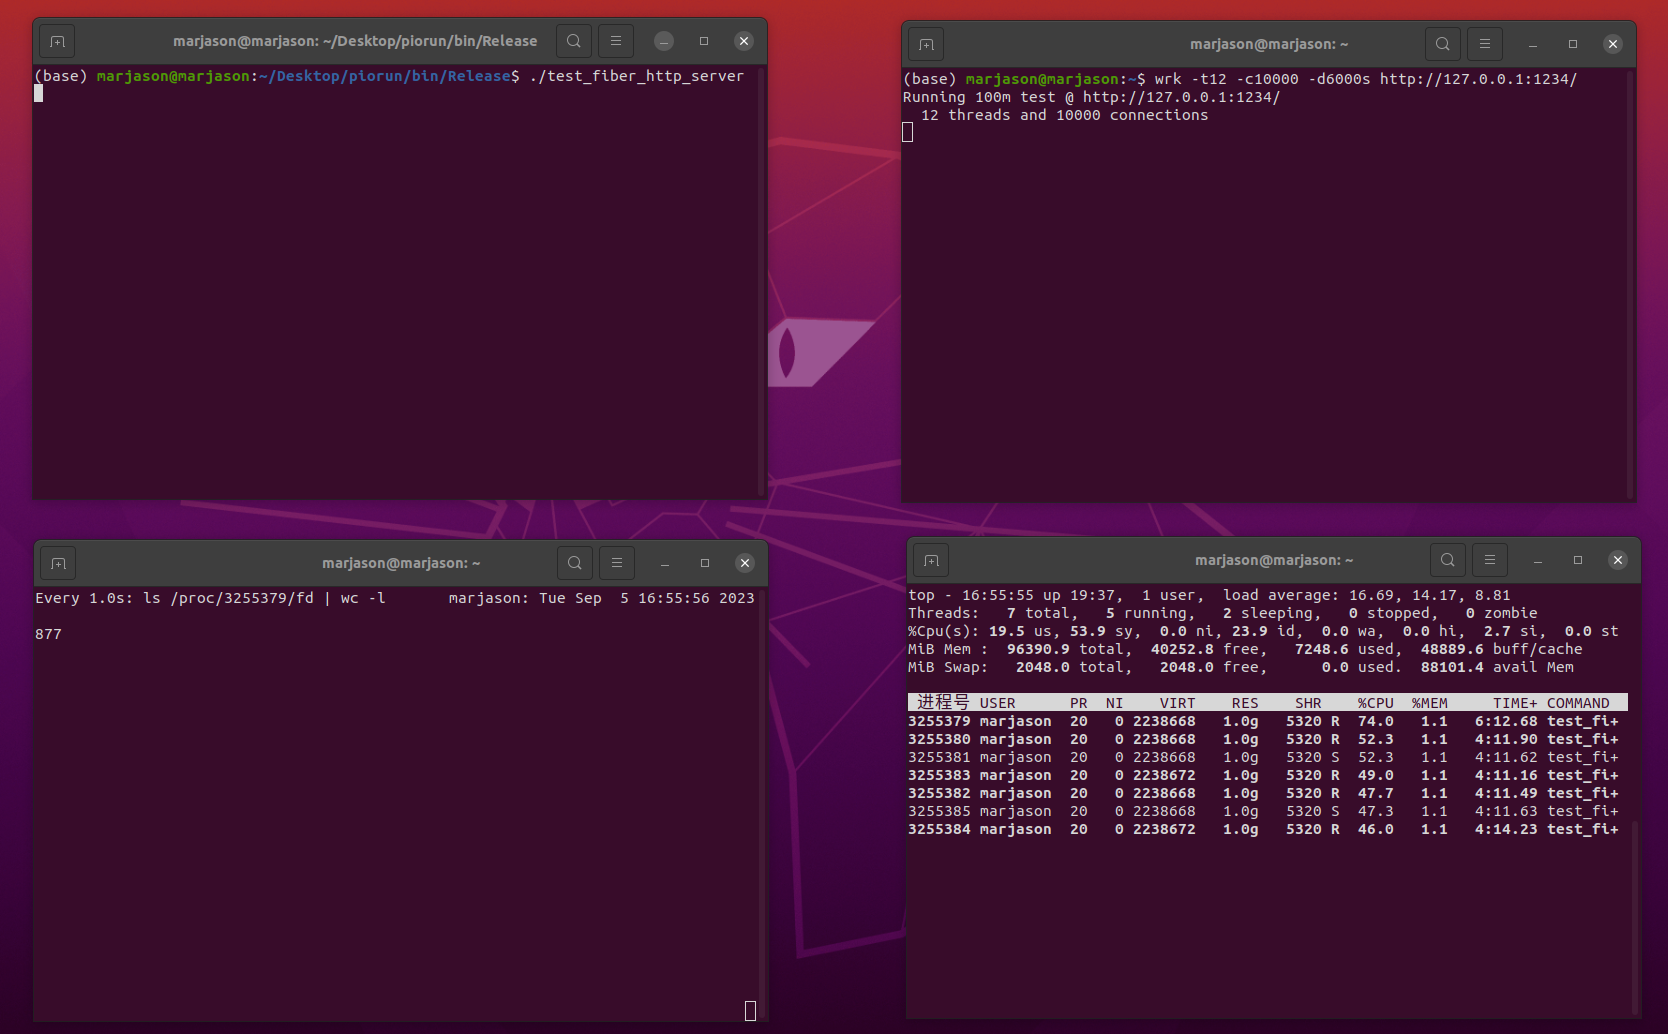 marjason@marjason: ~/Desktop/piorun/bin/Release
(base) marjason@marjason:~/Desktop/piorun/bin/Release$ ./test_fiber_http_server
marjason@marjason: ~
(base) marjason@marjason:~$ wrk -t12 -c10000 -d6000s http://127.0.0.1:1234/
Running 100m test @ http://127.0.0.1:1234/
  12 threads and 10000 connections
marjason@marjason: ~
Every 1.0s: ls /proc/3255379/fd | wc -l       marjason: Tue Sep  5 16:55:56 2023
877
marjason@marjason: ~
top - 16:55:55 up 19:37,  1 user,  load average: 16.69, 14.17, 8.81
Threads:   7 total,   5 running,   2 sleeping,   0 stopped,   0 zombie
%Cpu(s): 19.5 us, 53.9 sy,  0.0 ni, 23.9 id,  0.0 wa,  0.0 hi,  2.7 si,  0.0 st
MiB Mem :  96390.9 total,  40252.8 free,   7248.6 used,  48889.6 buff/cache
MiB Swap:   2048.0 total,   2048.0 free,      0.0 used.  88101.4 avail Mem
进程号 USER      PR  NI    VIRT    RES    SHR    %CPU  %MEM     TIME+ COMMAND
3255379 marjason  20   0 2238668   1.0g   5320 R  74.0   1.1   6:12.68 test_fi+
3255380 marjason  20   0 2238668   1.0g   5320 R  52.3   1.1   4:11.90 test_fi+
3255381 marjason  20   0 2238668   1.0g   5320 S  52.3   1.1   4:11.62 test_fi+
3255383 marjason  20   0 2238672   1.0g   5320 R  49.0   1.1   4:11.16 test_fi+
3255382 marjason  20   0 2238668   1.0g   5320 R  47.7   1.1   4:11.49 test_fi+
3255385 marjason  20   0 2238668   1.0g   5320 S  47.3   1.1   4:11.63 test_fi+
3255384 marjason  20   0 2238672   1.0g   5320 R  46.0   1.1   4:14.23 test_fi+